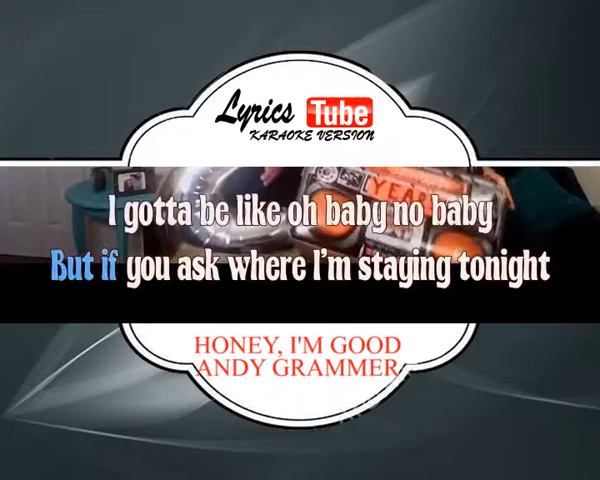 Lyrics Tube
KARAOKE VERSION
YEAH
I gotta be like oh baby no baby
But if you ask where I'm staying tonight
HONEY, I'M GOOD
ANDY GRAMMER